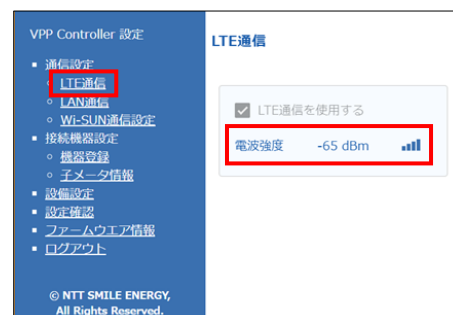 VPP Controller 設定
通信設定
LTE通信
LAN通信
Wi-SUN通信設定
接続機器設定
機器登録
子メータ情報
設備設定
設定確認
ファームウエア情報
ログアウト
© NTT SMILE ENERGY,
All Rights Reserved.
LTE通信
LTE通信を使用する
電波強度 -65 dBm